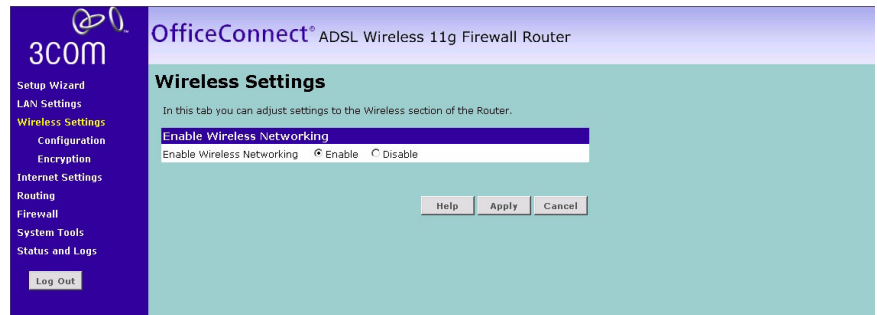 3COM
OfficeConnect® ADSL Wireless 11g Firewall Router
Setup Wizard
LAN Settings
Wireless Settings
Configuration
Encryption
Internet Settings
Routing
Firewall
System Tools
Status and Logs
Log Out
Wireless Settings
In this tab you can adjust settings to the Wireless section of the Router.
Enable Wireless Networking
Enable Wireless Networking Enable Disable
Help Apply Cancel